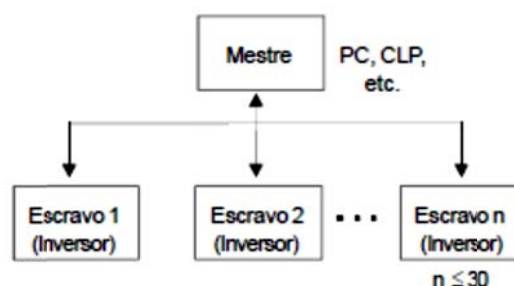 Mestre
PC, CLP,
etc.
Escravo 1
(Inversor)
Escravo 2
(Inversor)
...
Escravo n
(Inversor)
n ≤ 30